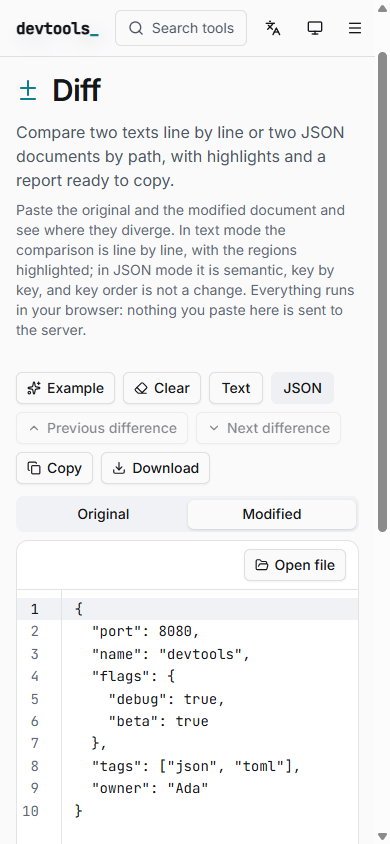 devtools_
Search tools
± Diff
Compare two texts line by line or two JSON
documents by path, with highlights and a
report ready to copy.
Paste the original and the modified document and
see where they diverge. In text mode the
comparison is line by line, with the regions
highlighted; in JSON mode it is semantic, key by
key, and key order is not a change. Everything runs
in your browser: nothing you paste here is sent to
the server.
Example Clear Text JSON
Previous difference Next difference
Copy Download
Original Modified
Open file
1 {
2   "port": 8080,
3   "name": "devtools",
4   "flags": {
5     "debug": true,
6     "beta": true
7   },
8   "tags": ["json", "toml"],
9   "owner": "Ada"
10 }